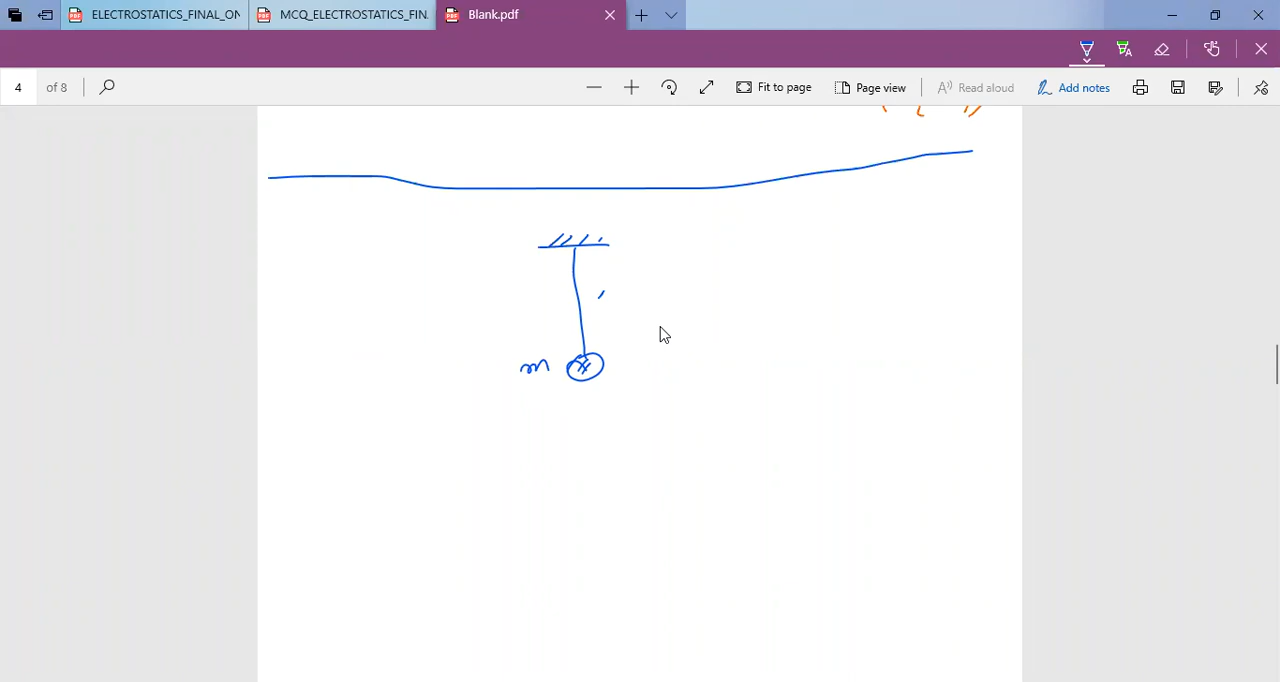 ELECTROSTATICS_FINAL_ON
MCQ_ELECTROSTATICS_FIN
Blank.pdf
4 of 8
Fit to page
Page view
Read aloud
Add notes
m